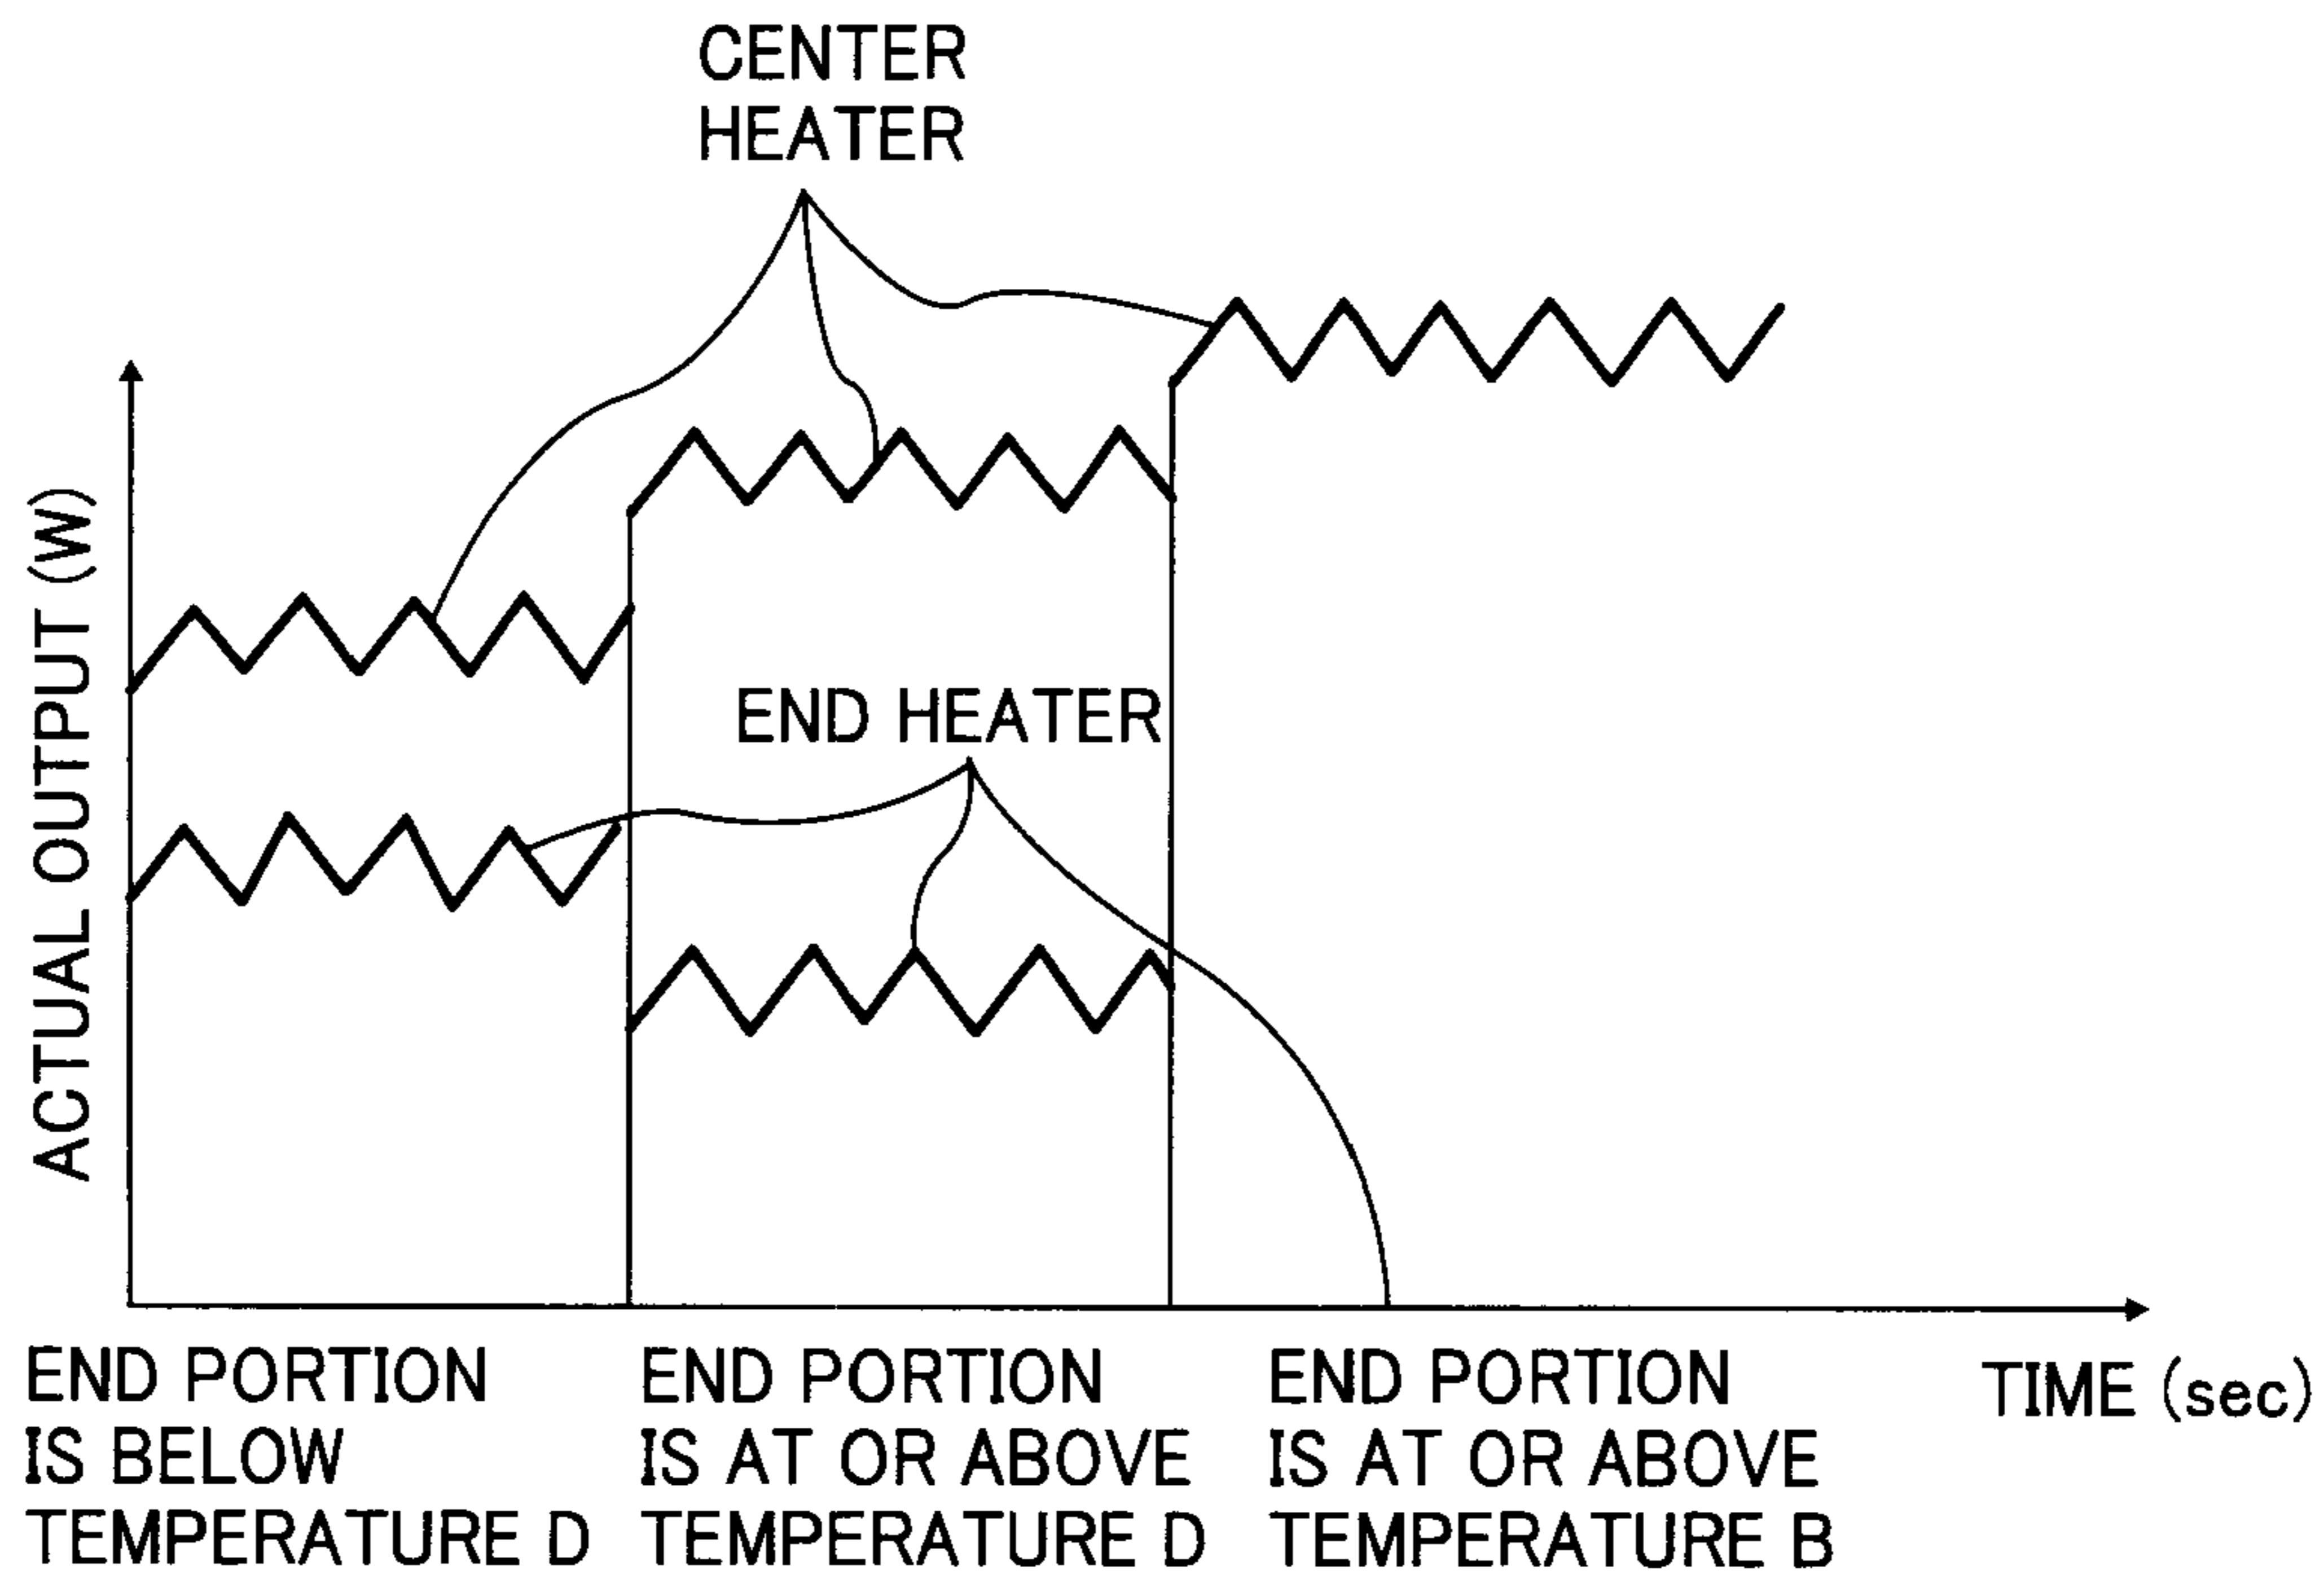 CENTER
HEATER
ACTUAL OUTPUT (W)
END HEATER
END PORTION
IS BELOW
TEMPERATURE D
END PORTION
IS AT OR ABOVE
TEMPERATURE D
END PORTION
IS AT OR ABOVE
TEMPERATURE B
TIME (sec)